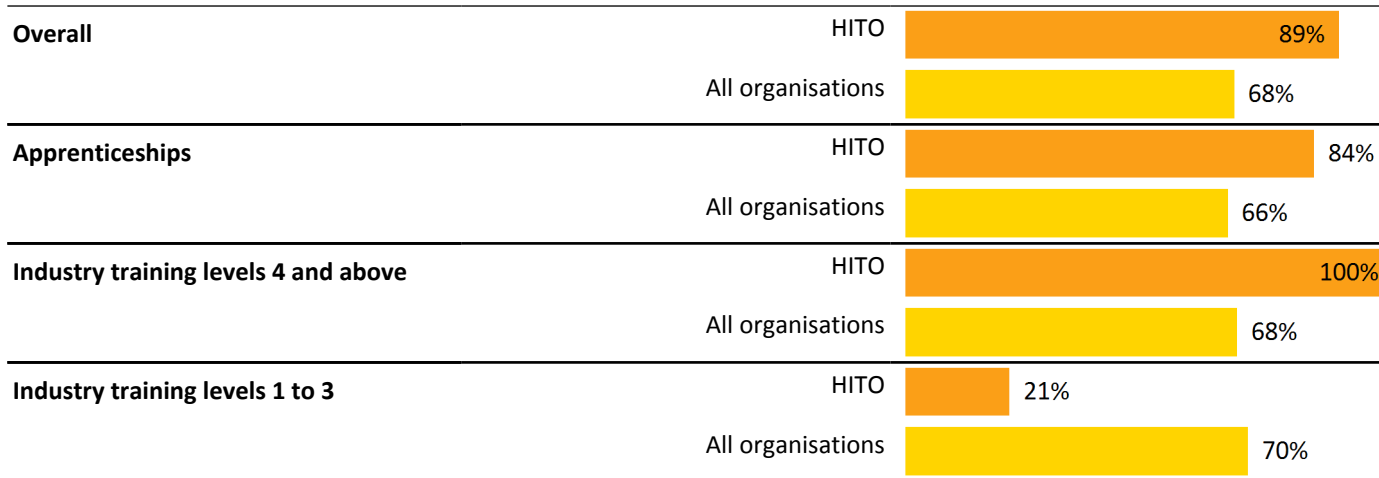 Overall HITO 89%
All organisations 68%
Apprenticeships HITO 84%
All organisations 66%
Industry training levels 4 and above HITO 100%
All organisations 68%
Industry training levels 1 to 3 HITO 21%
All organisations 70%